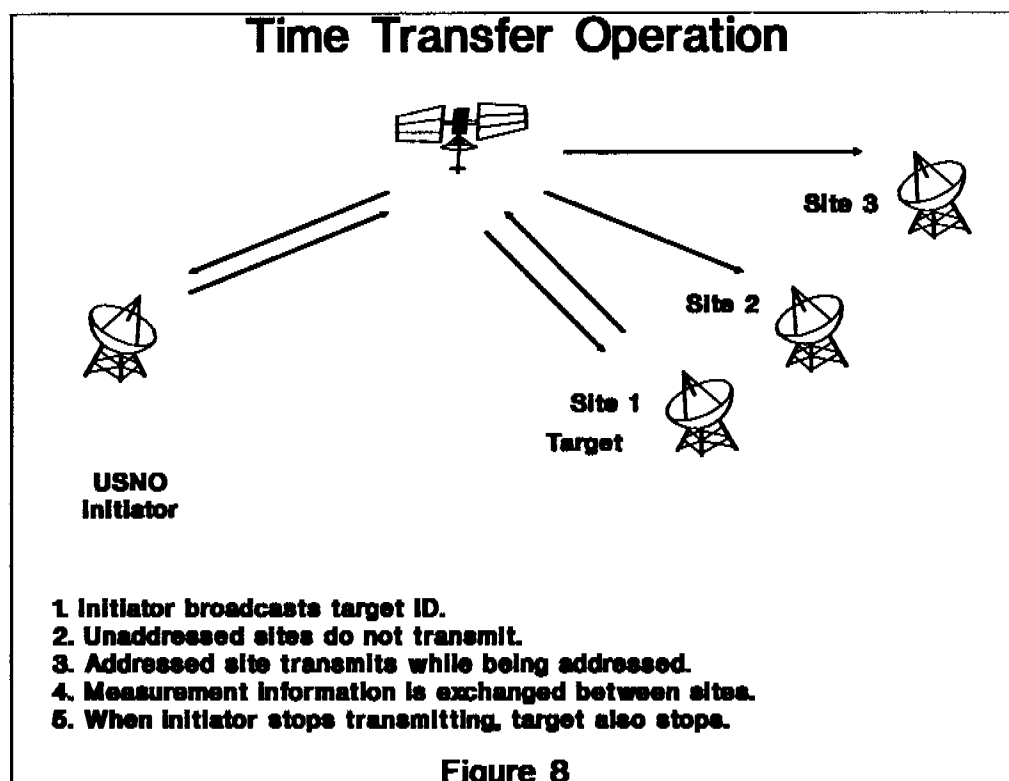 Time Transfer Operation
Site 3
Site 2
Site 1
Target
USNO
Initiator
1. Initiator broadcasts target ID.
2. Unaddressed sites do not transmit.
3. Addressed site transmits while being addressed.
4. Measurement information is exchanged between sites.
5. When initiator stops transmitting, target also stops.
Figure 8